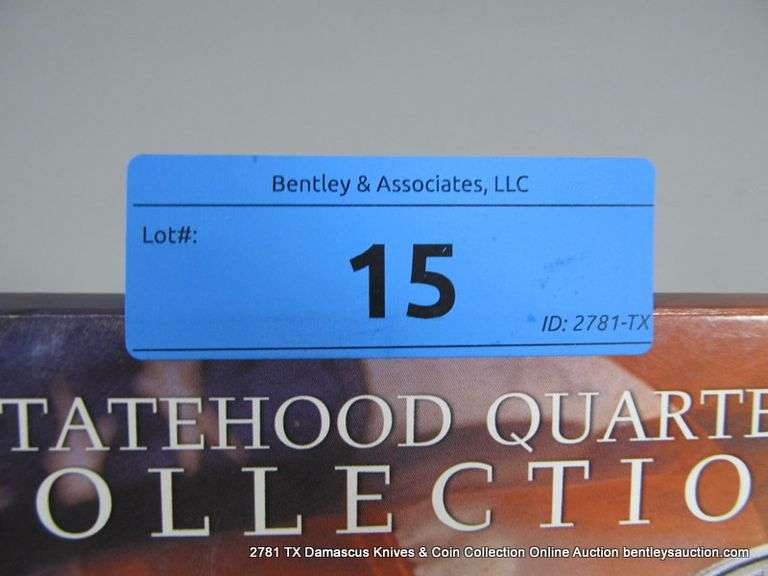 Bentley & Associates, LLC
Lot#:
15
ID: 2781-TX
TATEHOOD QUARTE
OLLECTIO
2781 TX Damascus Knives & Coin Collection Online Auction bentleysauction.com